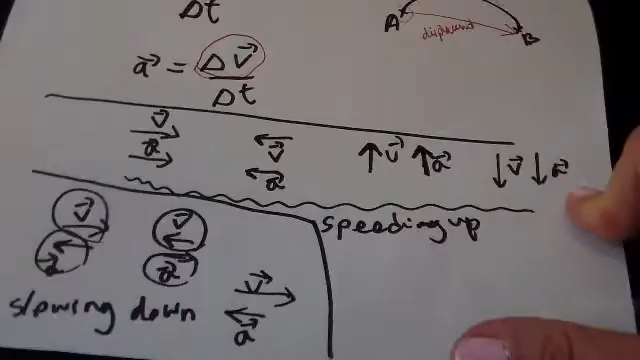 Δt
A
B
displacement
a⃗ = Δv⃗
Δt
v⃗ v⃗ v⃗ a⃗ v⃗ a⃗
a⃗ a⃗
speeding up
v⃗ v⃗
a⃗ a⃗
v⃗
a⃗
slowing down